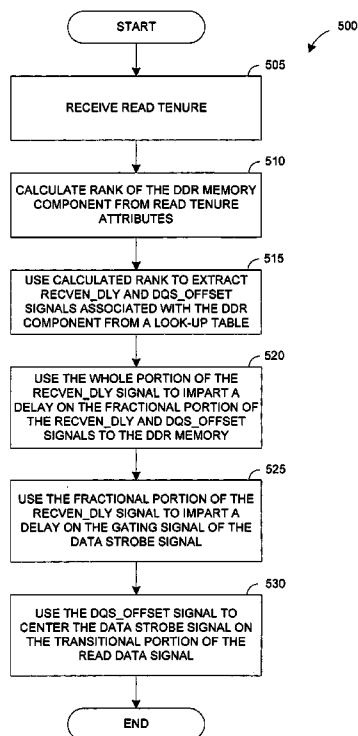 START
500
505
RECEIVE READ TENURE
510
CALCULATE RANK OF THE DDR MEMORY
COMPONENT FROM READ TENURE
ATTRIBUTES
515
USE CALCULATED RANK TO EXTRACT
RECVEN_DLY AND DQS_OFFSET
SIGNALS ASSOCIATED WITH THE DDR
COMPONENT FROM A LOOK-UP TABLE
520
USE THE WHOLE PORTION OF THE
RECVEN_DLY SIGNAL TO IMPART A
DELAY ON THE FRACTIONAL PORTION OF
THE RECVEN_DLY AND DQS_OFFSET
SIGNALS TO THE DDR MEMORY
525
USE THE FRACTIONAL PORTION OF THE
RECVEN_DLY SIGNAL TO IMPART A
DELAY ON THE GATING SIGNAL OF THE
DATA STROBE SIGNAL
530
USE THE DQS_OFFSET SIGNAL TO
CENTER THE DATA STROBE SIGNAL ON
THE TRANSITIONAL PORTION OF THE
READ DATA SIGNAL
END